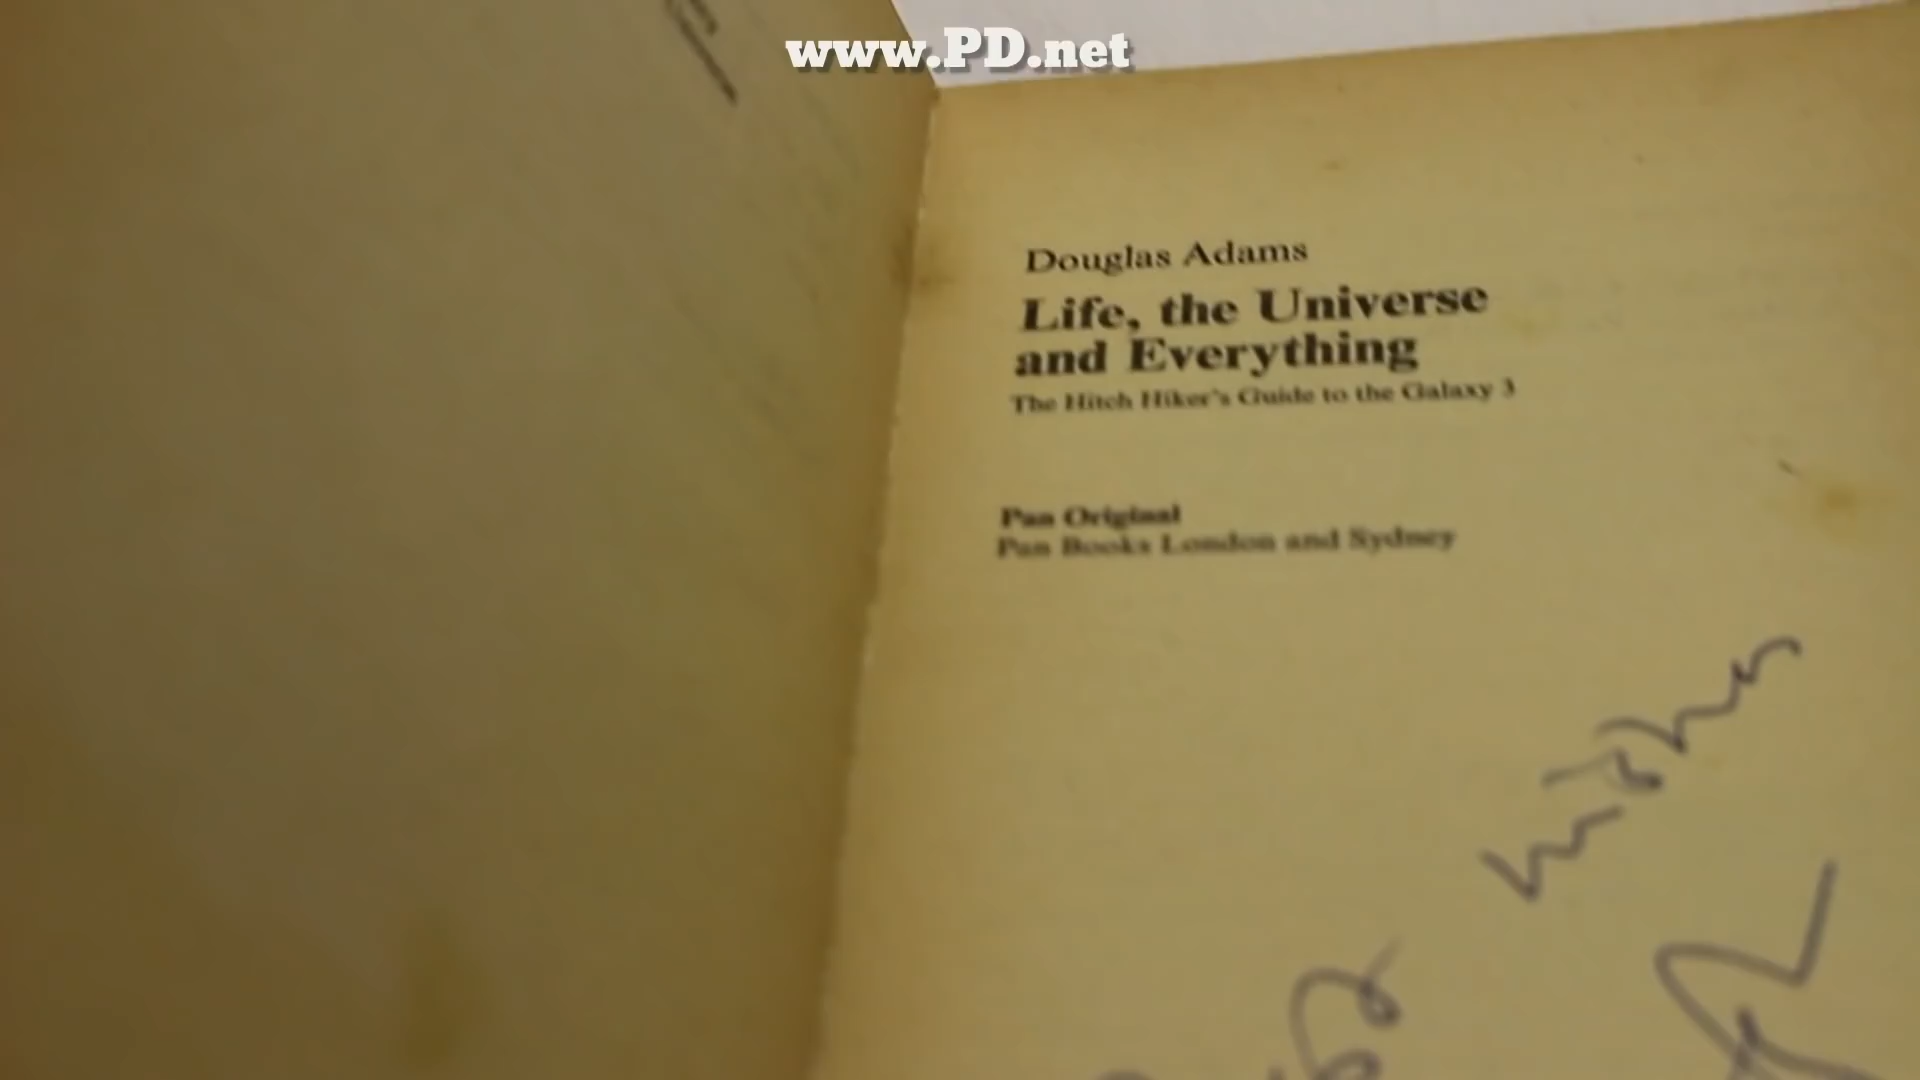 www.PD.net
Douglas Adams
Life, the Universe
and Everything
The Hitch Hiker's Guide to the Galaxy 3
Pan Original
Pan Books London and Sydney